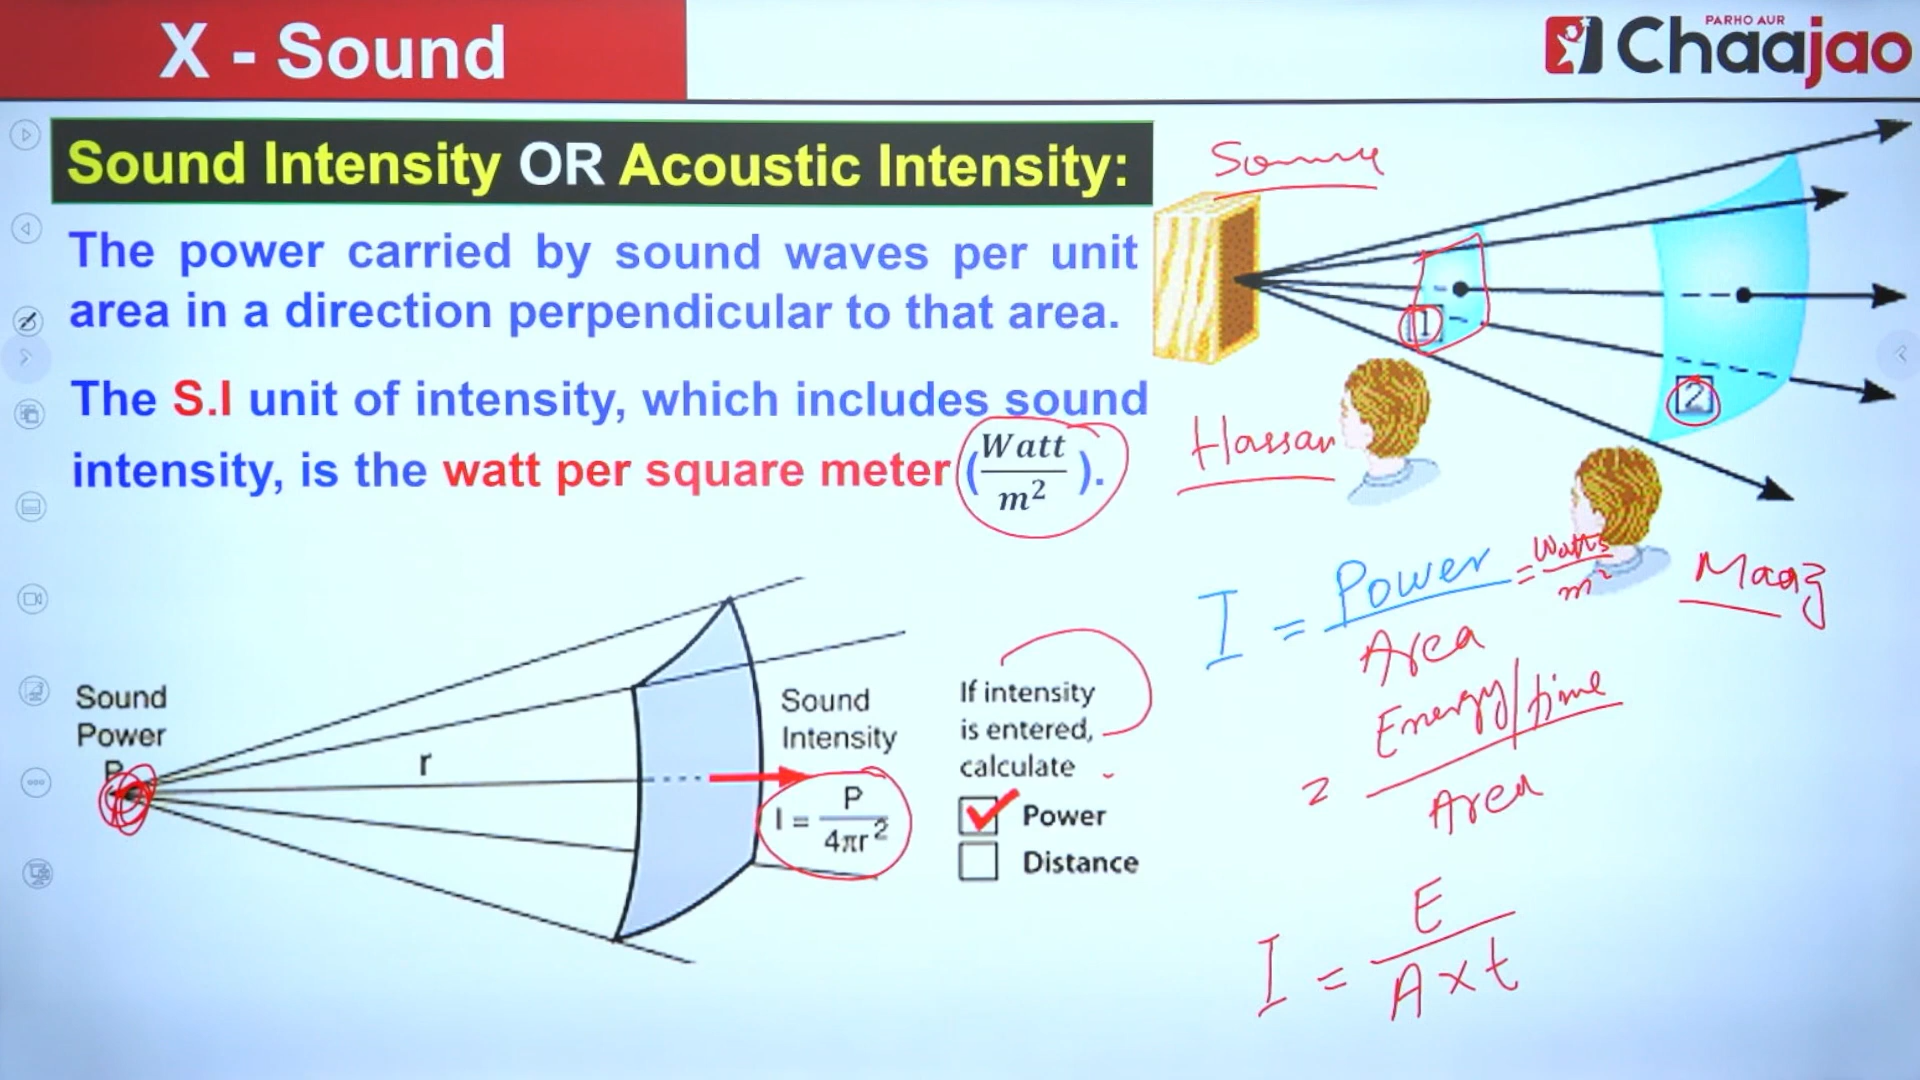 X - Sound
PARHO AUR
Chaajao
Sound Intensity OR Acoustic Intensity:
The power carried by sound waves per unit
area in a direction perpendicular to that area.
The S.I unit of intensity, which includes sound
intensity, is the watt per square meter (Watt/m²).
Source
1
2
Hassan
Maaz
I = Power/Area = Watts/m²
= Energy/time / Area
I = E / A x t
Sound
Power
P
r
Sound
Intensity
I = P/4πr²
If intensity
is entered,
calculate
Power
Distance